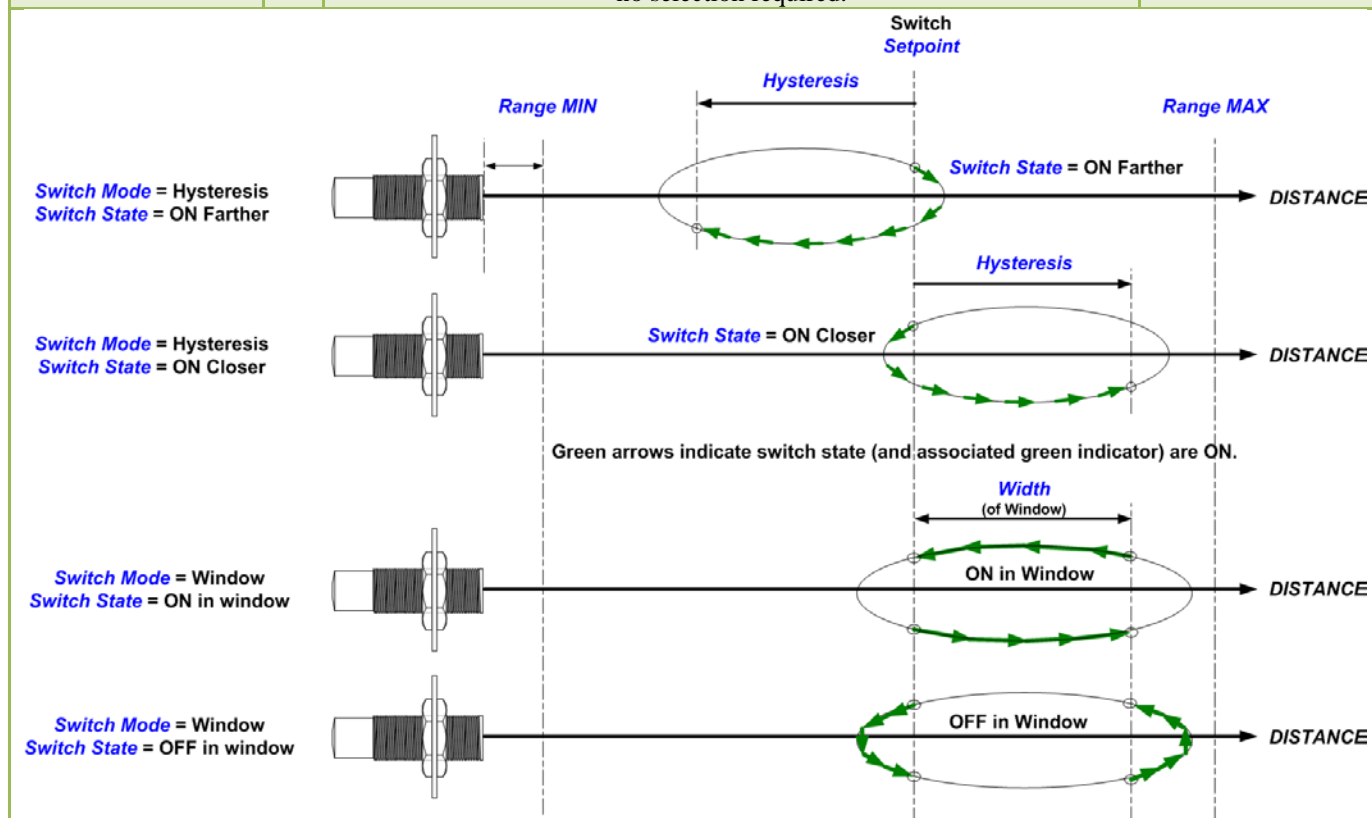 no selection required.
Switch
Setpoint
Hysteresis
Range MIN
Range MAX
Switch State = ON Farther
Switch Mode = Hysteresis
Switch State = ON Farther
DISTANCE
Hysteresis
Switch State = ON Closer
Switch Mode = Hysteresis
Switch State = ON Closer
DISTANCE
Green arrows indicate switch state (and associated green indicator) are ON.
Width
(of Window)
ON in Window
Switch Mode = Window
Switch State = ON in window
DISTANCE
OFF in Window
Switch Mode = Window
Switch State = OFF in window
DISTANCE